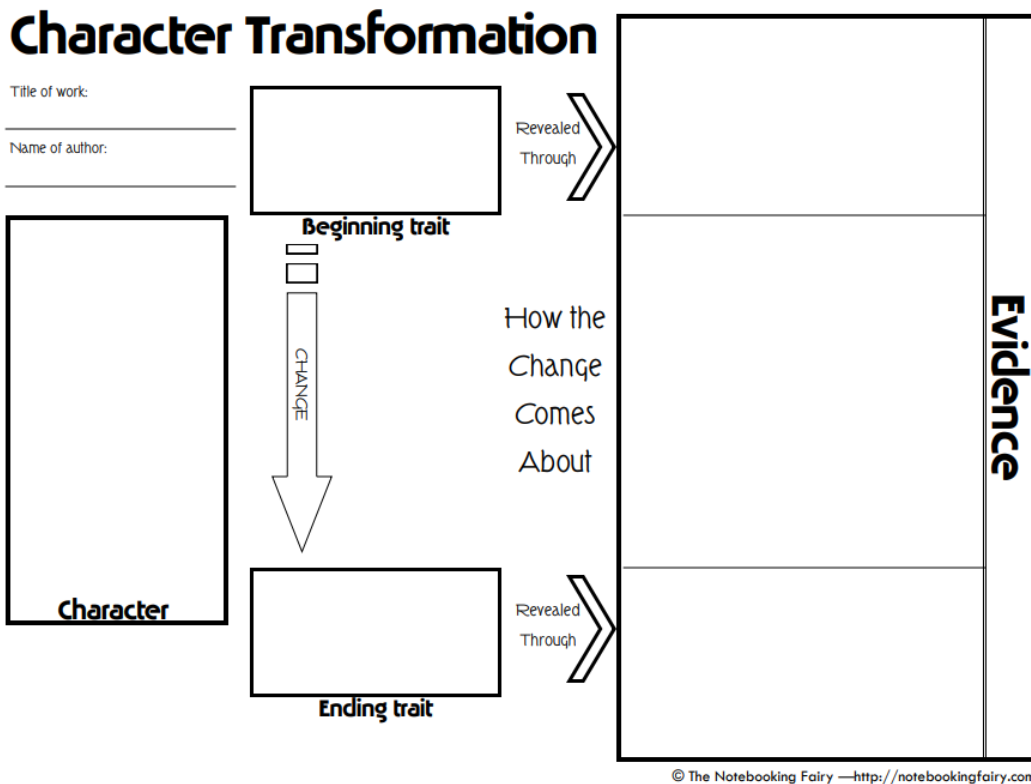 Character Transformation
Title of work:
Name of author:
Revealed
Through
Beginning trait
CHANGE
How the
Change
Comes
About
Evidence
Character
Revealed
Through
Ending trait
© The Notebooking Fairy —http://notebookingfairy.com